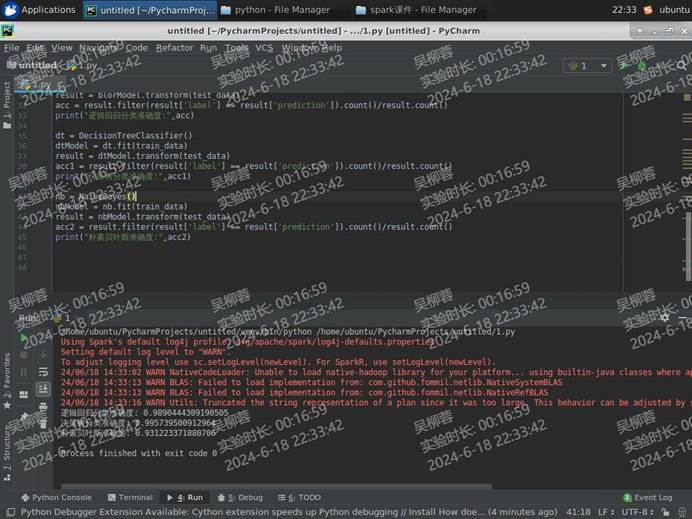 Applications
untitled [~/PycharmProj...
python - File Manager
spark课件 - File Manager
22:33
ubuntu
untitled [~/PycharmProjects/untitled] - .../1.py [untitled] - PyCharm
File Edit View Navigate Code Refactor Run Tools VCS Window Help
untitled
1.py
1
1.py
1: Project
result = blorModel.transform(test_data)
acc = result.filter(result['label'] == result['prediction']).count()/result.count()
print("逻辑回归分类准确度:",acc)
dt = DecisionTreeClassifier()
dtModel = dt.fit(train_data)
result = dtModel.transform(test_data)
acc1 = result.filter(result['label'] == result['prediction']).count()/result.count()
print("决策树分类准确度:",acc1)
nb = NaiveBayes()
nbModel = nb.fit(train_data)
result = nbModel.transform(test_data)
acc2 = result.filter(result['label'] == result['prediction']).count()/result.count()
print("朴素贝叶斯准确度:",acc2)
吴柳蓉
实验时长: 00:16:59
2024-6-18 22:33:42
Run:
1
/home/ubuntu/PycharmProjects/untitled/venv/bin/python /home/ubuntu/PycharmProjects/untitled/1.py
Using Spark's default log4j profile: org/apache/spark/log4j-defaults.properties
Setting default log level to "WARN".
To adjust logging level use sc.setLogLevel(newLevel). For SparkR, use setLogLevel(newLevel).
24/06/18 14:33:02 WARN NativeCodeLoader: Unable to load native-hadoop library for your platform... using builtin-java classes where ap
24/06/18 14:33:13 WARN BLAS: Failed to load implementation from: com.github.fommil.netlib.NativeSystemBLAS
24/06/18 14:33:13 WARN BLAS: Failed to load implementation from: com.github.fommil.netlib.NativeRefBLAS
24/06/18 14:33:16 WARN Utils: Truncated the string representation of a plan since it was too large. This behavior can be adjusted by s
逻辑回归分类准确度: 0.9890444309190505
决策树分类准确度: 0.995739500912964
朴素贝叶斯准确度: 0.931223371880706
Process finished with exit code 0
2: Favorites
7: Structure
Python Console
Terminal
4: Run
5: Debug
6: TODO
Event Log
Python Debugger Extension Available: Cython extension speeds up Python debugging // Install How doe... (4 minutes ago)
41:18
LF
UTF-8